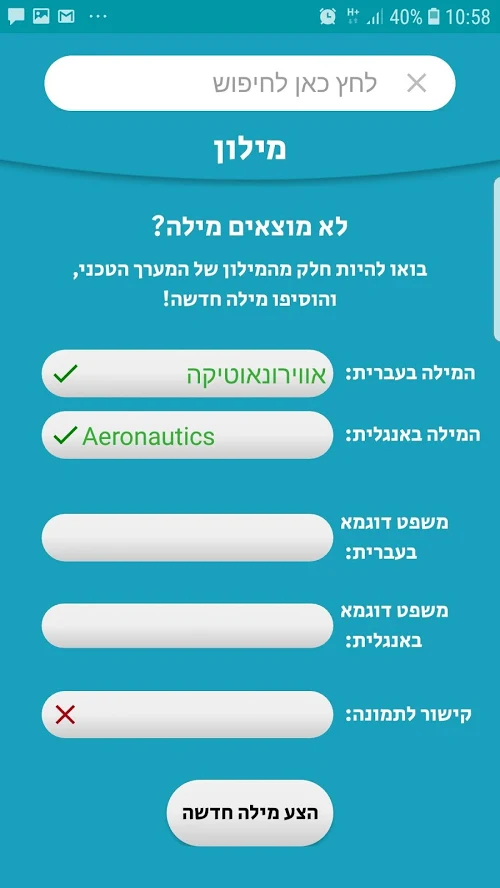 H+ 40% 10:58
לחץ כאן לחיפוש
מילון
לא מוצאים מילה?
בואו להיות חלק מהמילון של המערך הטכני,
והוסיפו מילה חדשה!
המילה בעברית: אווירונאוטיקה
המילה באנגלית: Aeronautics
משפט דוגמא
בעברית:
משפט דוגמא
באנגלית:
קישור לתמונה:
הצע מילה חדשה